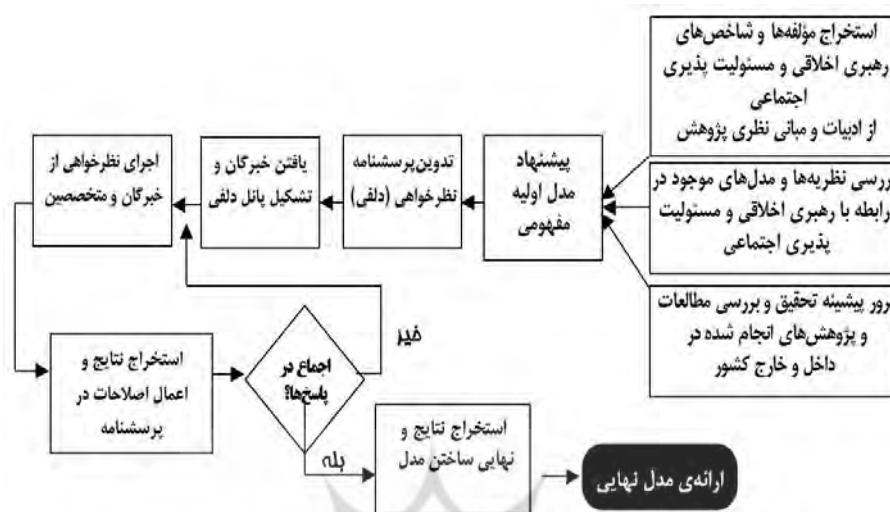 استخراج مؤلفه‌ها و شاخص‌های
رهبری اخلاقی و مسئولیت پذیری
اجتماعی
از ادبیات و مبانی نظری پژوهش
بررسی نظریه‌ها و مدل‌های موجود در
رابطه با رهبری اخلاقی و مسئولیت
پذیری اجتماعی
مرور پیشینه تحقیق و بررسی مطالعات
و پژوهش‌های انجام شده در
داخل و خارج کشور
پیشنهاد
مدل اولیه
مفهومی
تدوین پرسشنامه
نظرخواهی (دلفی)
یافتن خبرگان و
تشکیل پانل دلفی
اجرای نظرخواهی از
خبرگان و متخصصین
استخراج نتایج و
اعمال اصلاحات در
پرسشنامه
اجماع در
پاسخ‌ها؟
خیر
بله
استخراج نتایج و
نهایی ساختن مدل
ارائه‌ی مدل نهایی